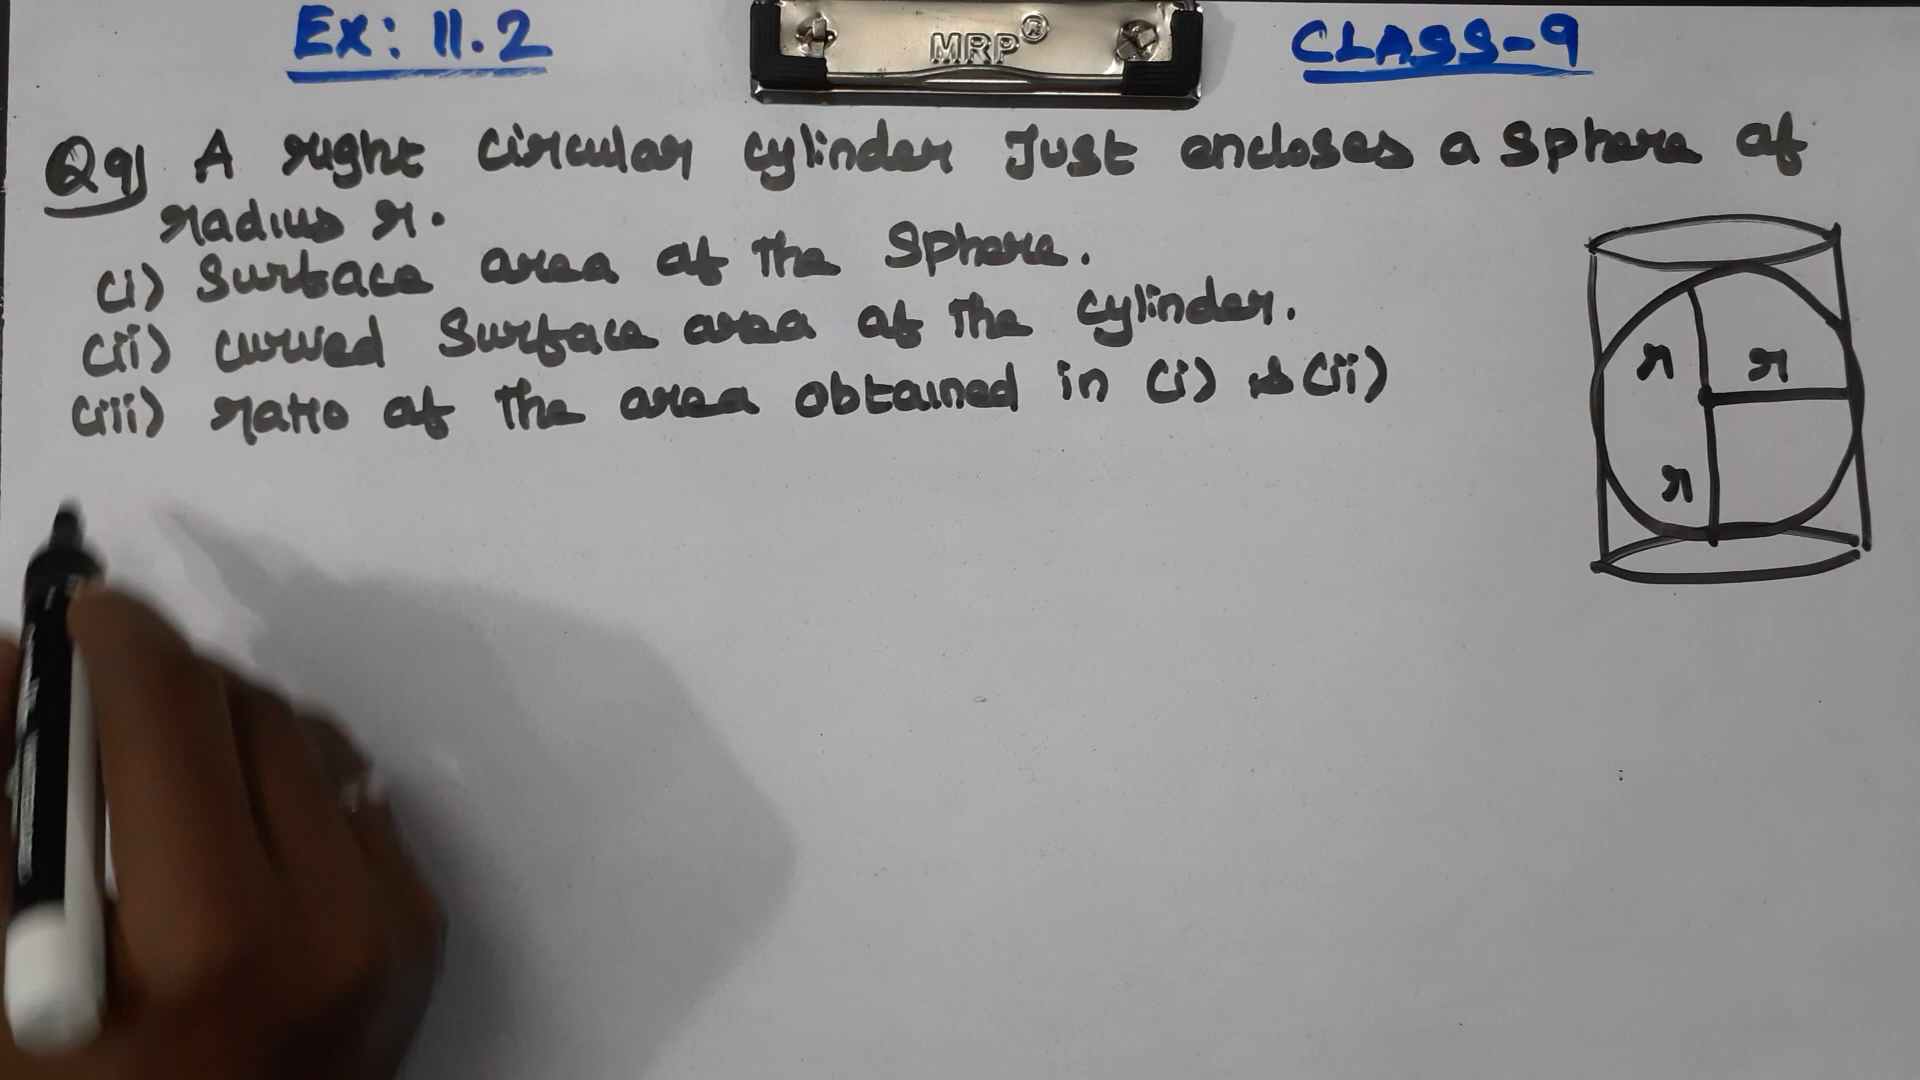 Ex: 11.2
MRP®
CLASS-9
Q9) A right circular cylinder Just encloses a sphere of
radius r.
(i) Surface area of the Sphere.
(ii) curved Surface area of the cylinder.
(iii) ratio of the area obtained in (i) & (ii)
r
r
r